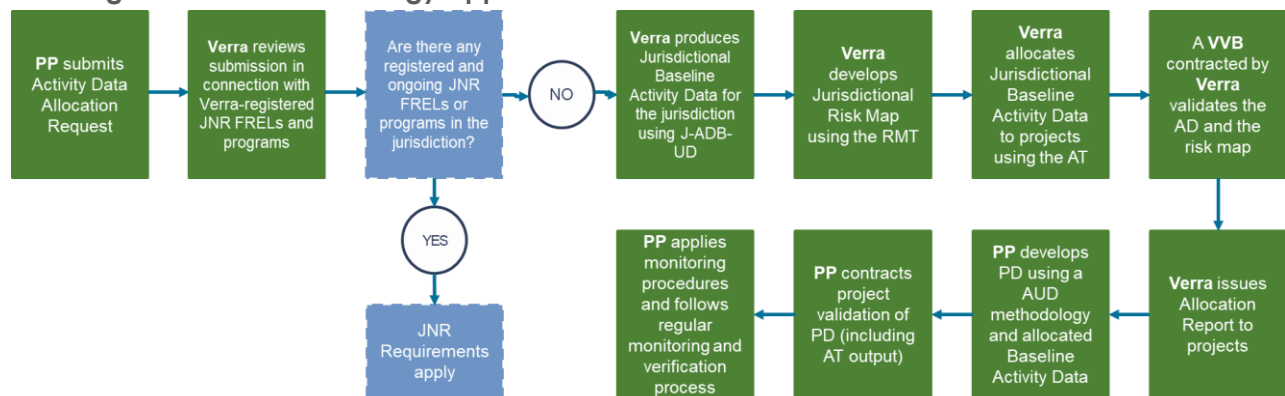 PP submits
Activity Data
Allocation
Request
Verra reviews
submission in
connection with
Verra-registered
JNR FRELs and
programs
Are there any
registered and
ongoing JNR
FRELs or
programs in the
jurisdiction?
NO
Verra produces
Jurisdictional
Baseline
Activity Data for
the jurisdiction
using J-ADB-
UD
Verra
develops
Jurisdictional
Risk Map
using the RMT
Verra
allocates
Jurisdictional
Baseline
Activity Data
to projects
using the AT
A VVB
contracted by
Verra
validates the
AD and the
risk map
YES
JNR
Requirements
apply
Verra issues
Allocation
Report to
projects
PP develops
PD using a
AUD
methodology
and allocated
Baseline
Activity Data
PP contracts
project
validation of
PD (including
AT output)
PP applies
monitoring
procedures
and follows
regular
monitoring and
verification
process